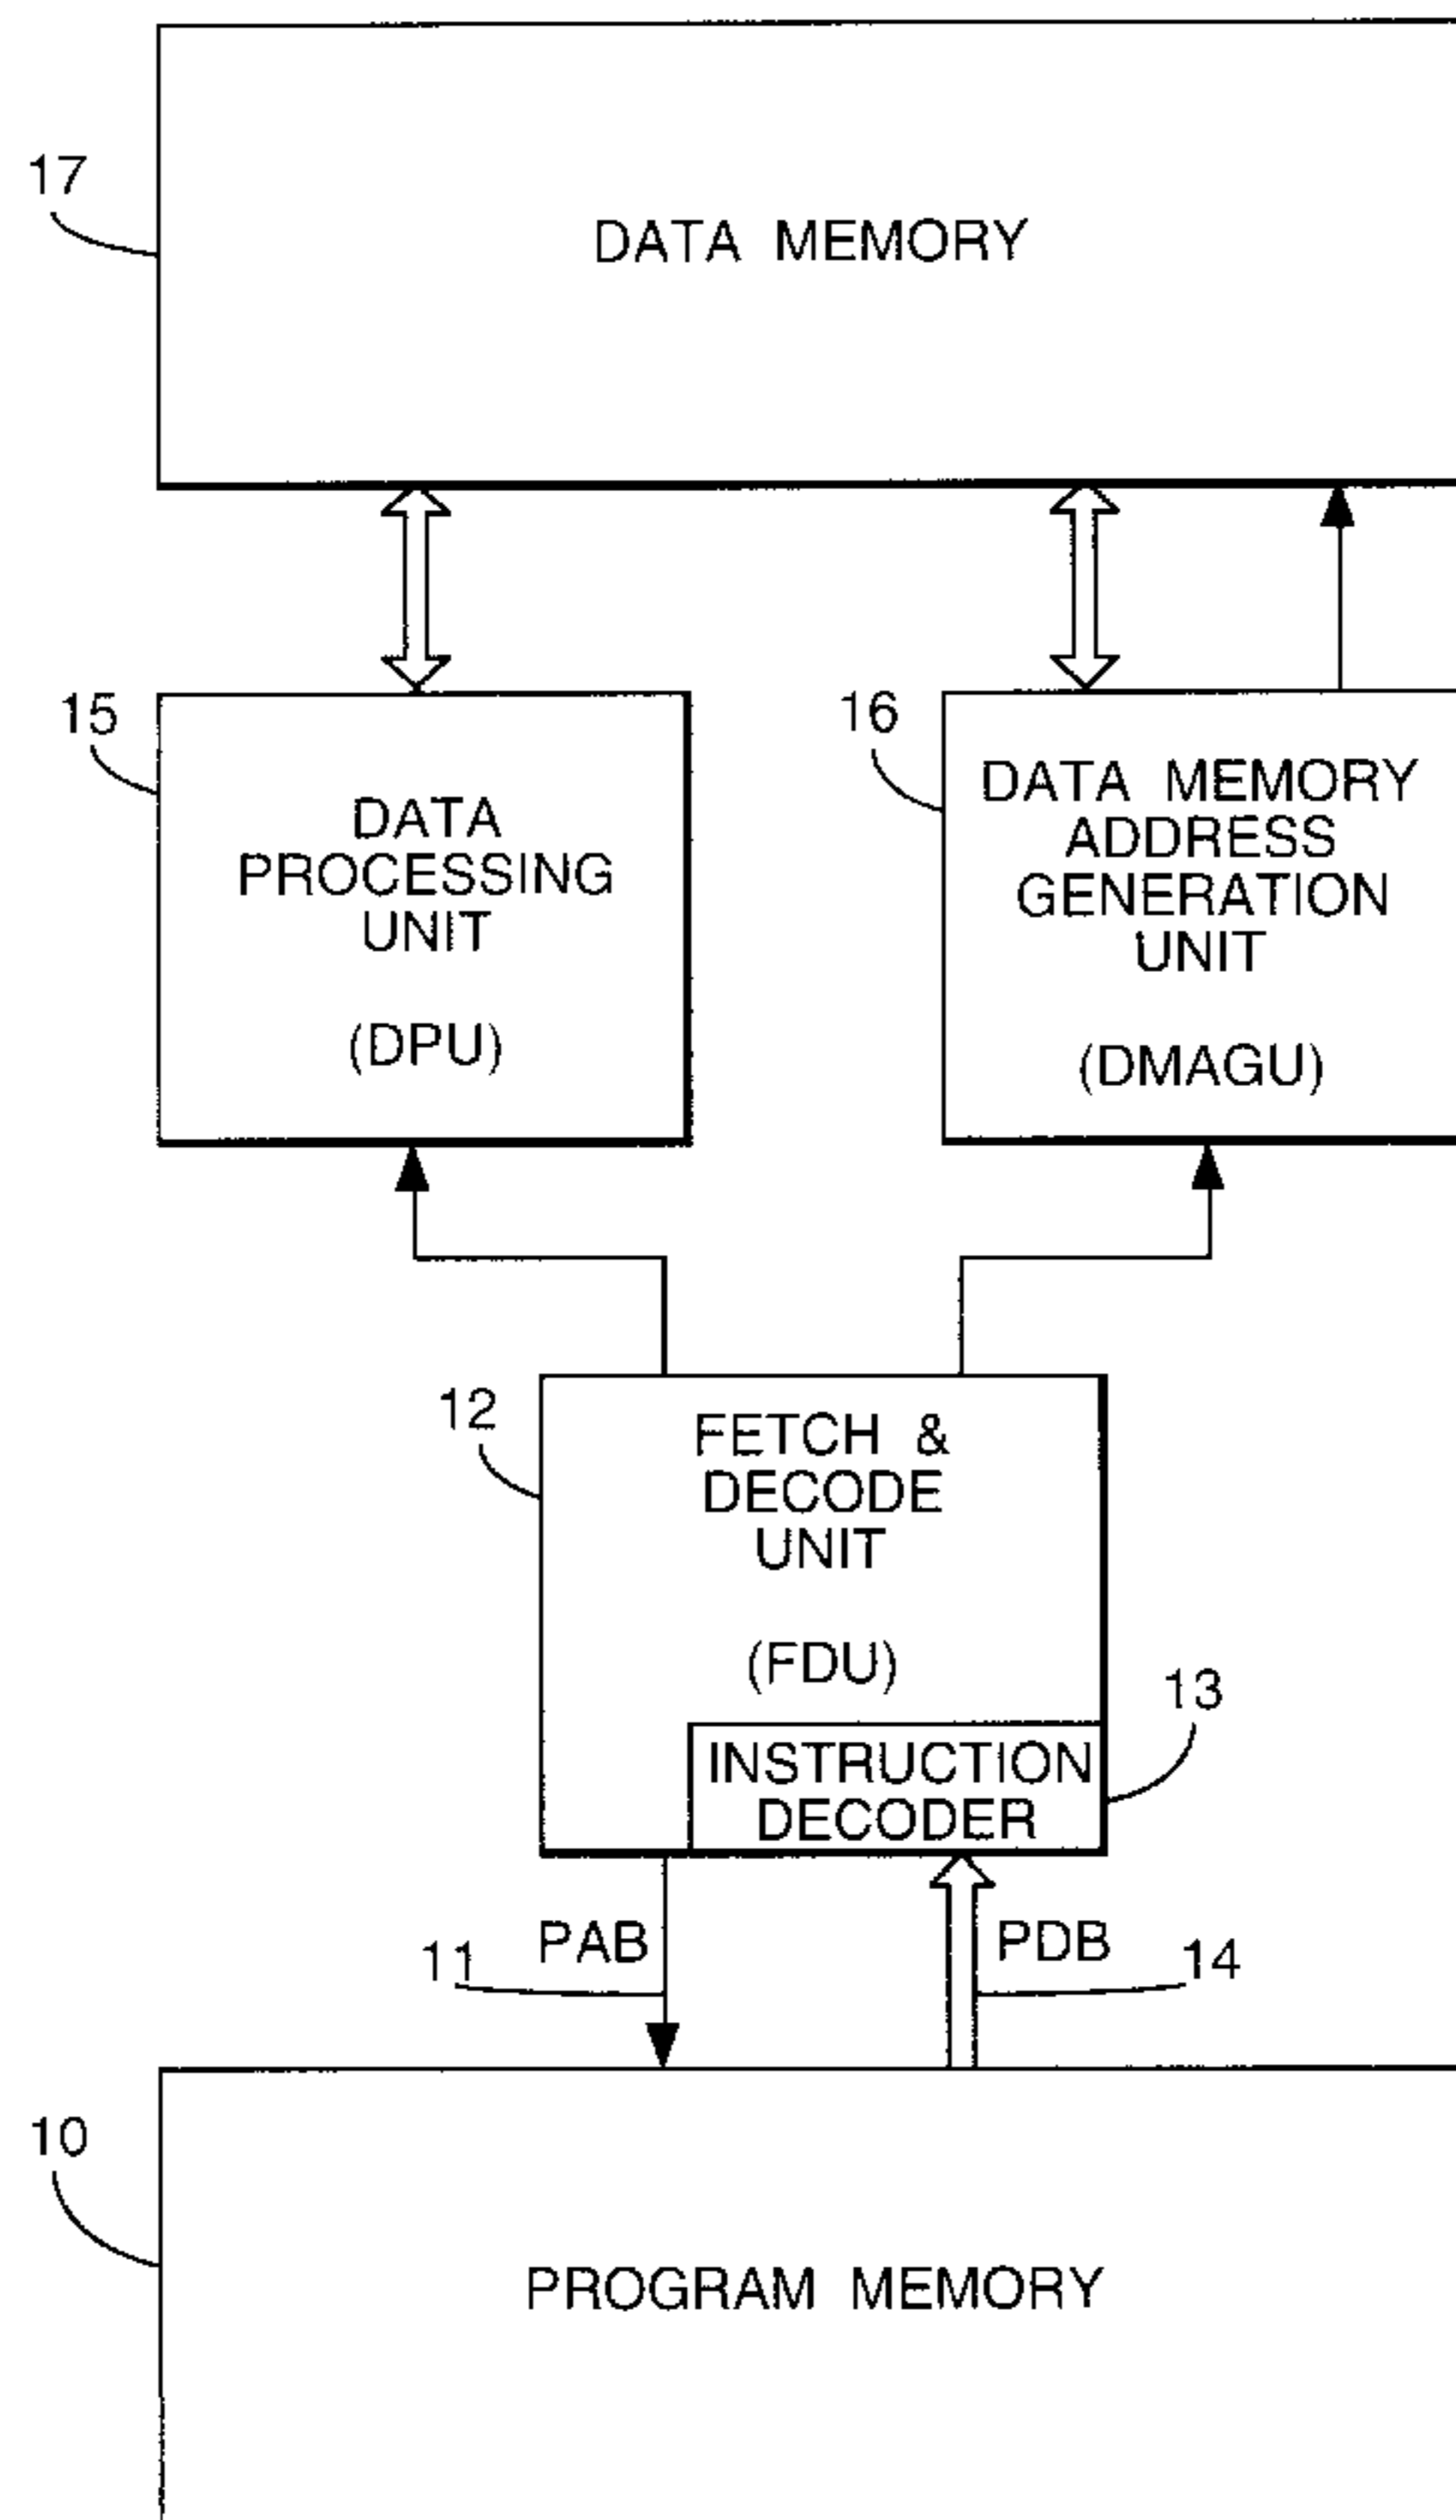 17
DATA MEMORY
15
DATA
PROCESSING
UNIT
(DPU)
16
DATA MEMORY
ADDRESS
GENERATION
UNIT
(DMAGU)
12
FETCH &
DECODE
UNIT
(FDU)
13
INSTRUCTION
DECODER
11
PAB
PDB
14
10
PROGRAM MEMORY